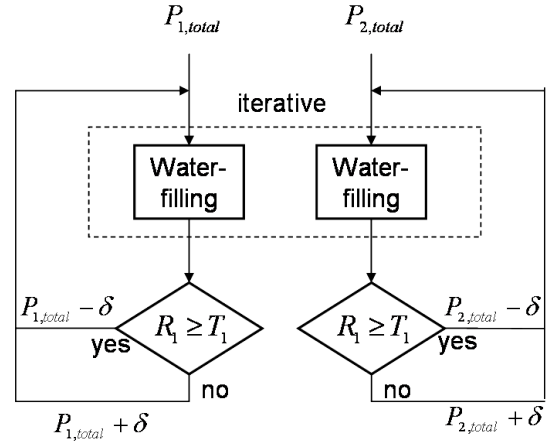 P₁,total P₂,total
iterative
Water-filling Water-filling
P₁,total − δ R₁ ≥ T₁ R₁ ≥ T₁ P₂,total − δ
yes yes
no no
P₁,total + δ P₂,total + δ